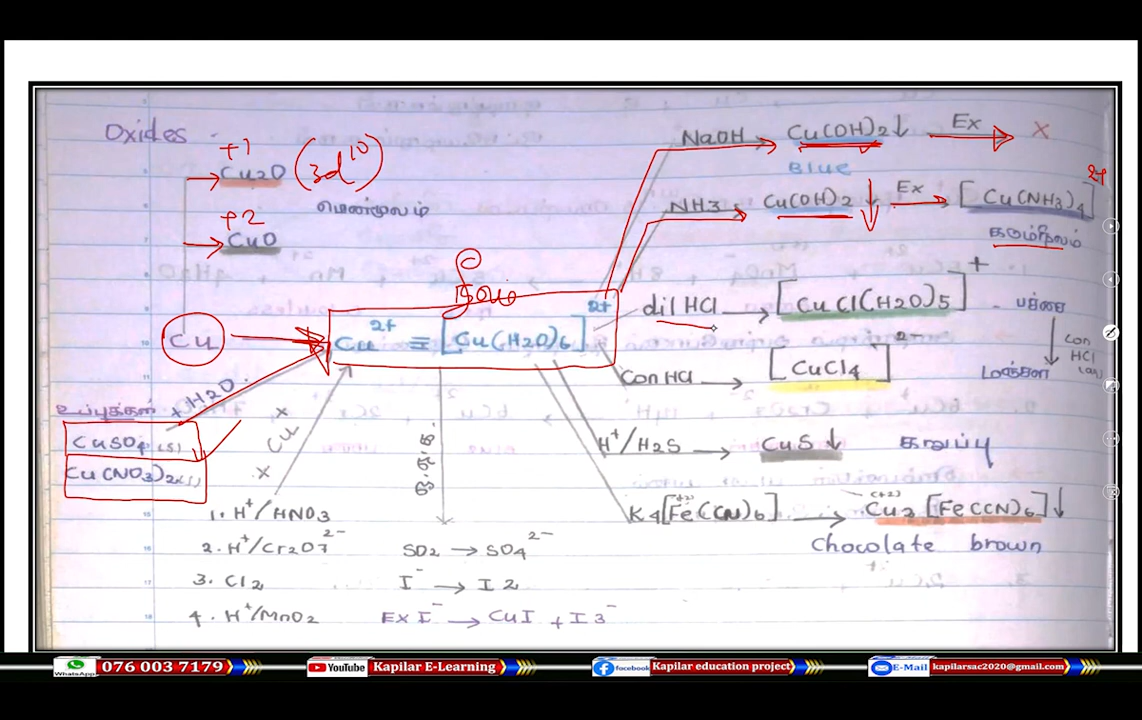 Oxides
+1
Cu2O (3d10)
மென்மூலம்
+2
CuO
Cu
நீலம்
Cu2+ ≡ [Cu(H2O)6]2+
NaOH → Cu(OH)2↓ Ex → X
Blue
NH3 → Cu(OH)2 ↓ Ex → [Cu(NH3)4]2+
கருநீலம்
dil HCl → [CuCl(H2O)5]+ - பச்சை
Con HCl → [CuCl4]2- மஞ்சள்
con HCl
H+/H2S → CuS↓ கறுப்பு
K4[Fe(CN)6] → Cu2[Fe(CN)6]↓
(+2) (+2)
Chocolate brown
உப்புக்கள் +H2O
CuSO4(s)
Cu(NO3)2(s)
x Cu x
தா.தா.க.
1. H+/HNO3
2. H+/Cr2O7 2- SO2 → SO4 2-
3. Cl2 I- → I2
4. H+/MnO2 Ex I- → CuI + I3-
WhatsApp 076 003 7179 YouTube Kapilar E-Learning facebook Kapilar education project E-Mail kapilarsac2020@gmail.com